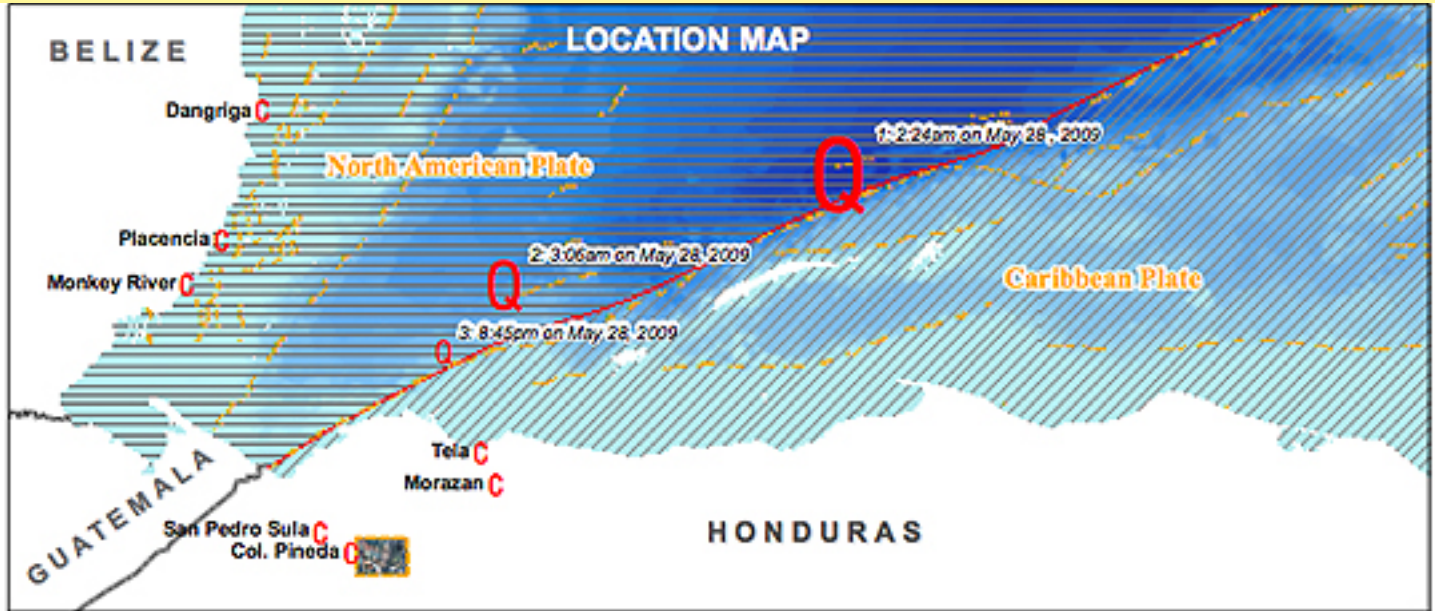 LOCATION MAP
BELIZE
Dangriga C
1: 2:24am on May 28 , 2009
Q
North American Plate
Placencia C
2: 3:06am on May 28, 2009
Q
Monkey River C
Caribbean Plate
3: 8:45pm on May 28, 2009
Q
Tela C
Morazan C
GUATEMALA
San Pedro Sula C
Col. Pineda C
HONDURAS